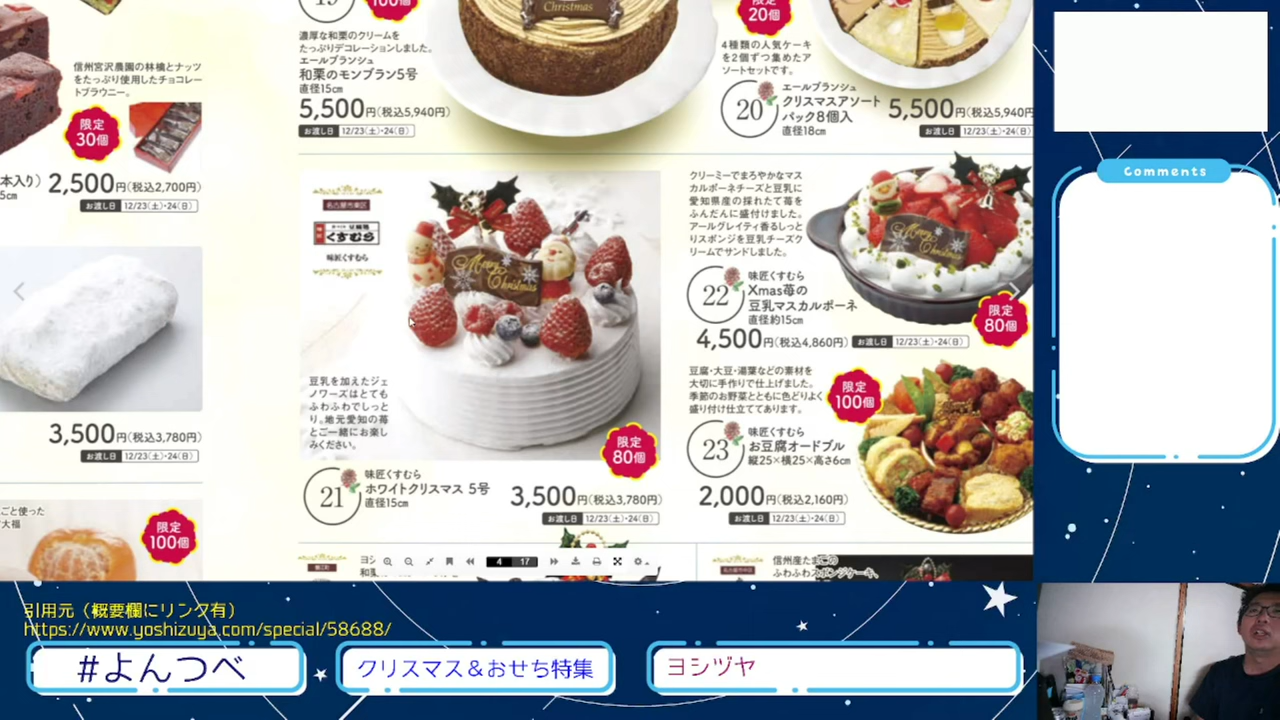 信州宮沢農園の林檎とナッツ
をたっぷり使用したチョコレー
トブラウニー。
限定
30個
本入り)
5cm
2,500円(税込2,700円)
お渡し日 12/23(土)・24(日)
3,500円(税込3,780円)
お渡し日 12/23(土)・24(日)
ごと使った
大福
限定
100個
100個
Christmas
濃厚な和栗のクリームを
たっぷりデコレーションしました。
エールブランシュ
和栗のモンブラン5号
直径15cm
5,500円(税込5,940円)
お渡し日 12/23(土)・24(日)
限定
20個
4種類の人気ケーキ
を2個ずつ集めたア
ソートセットです。
20
エールブランシュ
クリスマスアソート
パック8個入
直径18cm
5,500円(税込5,940円
お渡し日 12/23(土)・24(日)
名古屋市東区
くすむら
味匠くすむら
Merry
Christmas
豆乳を加えたジェ
ノワーズはとても
ふわふわでしっと
り。地元愛知の苺
とご一緒にお楽し
みください。
限定
80個
21
味匠くすむら
ホワイトクリスマス 5号
直径15cm
3,500円(税込3,780円)
お渡し日 12/23(土)・24(日)
クリーミーでまろやかなマス
カルポーネチーズと豆乳に
愛知県産の採れたて苺を
ふんだんに盛付けました。
アールグレイティ香るしっと
りスポンジを豆乳チーズク
リームでサンドしました。
Merry
Christmas
22
味匠くすむら
Xmas苺の
豆乳マスカルポーネ
直径約15cm
限定
80個
4,500円(税込4,860円)
お渡し日 12/23(土)・24(日)
豆腐・大豆・湯葉などの素材を
大切に手作りで仕上げました。
季節のお野菜とともに色どりよく
盛り付け仕立ててあります。
限定
100個
23
味匠くすむら
お豆腐オードブル
縦25×横25×高さ6cm
2,000円(税込2,160円)
お渡し日 12/23(土)・24(日)
4 17
信州産たまごの
ふわふわスポンジケーキ、
Comments
引用元（概要欄にリンク有）
https://www.yoshizuya.com/special/58688/
#よんつべ
クリスマス＆おせち特集
ヨシヅヤ